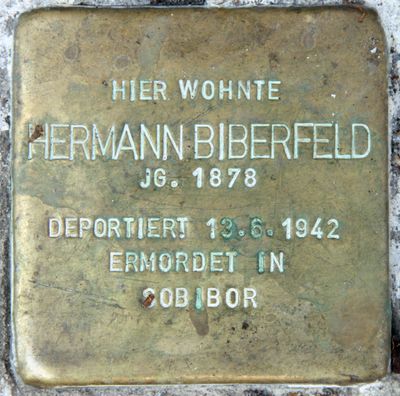 HIER WOHNTE
HERMANN BIBERFELD
JG. 1878
DEPORTIERT 13.6.1942
ERMORDET IN
SOBIBOR